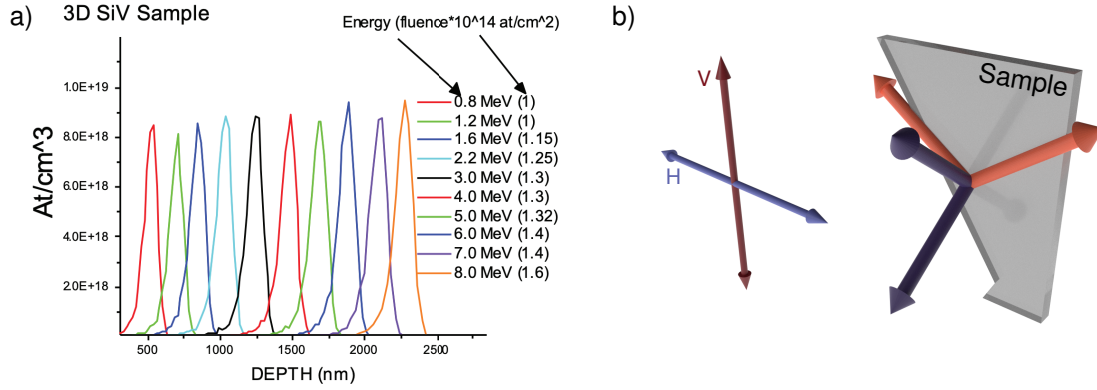 a)
3D SiV Sample
Energy (fluence*10^14 at/cm^2)
At/cm^3
1.0E+19
8.0E+18
6.0E+18
4.0E+18
2.0E+18
0.8 MeV (1)
1.2 MeV (1)
1.6 MeV (1.15)
2.2 MeV (1.25)
3.0 MeV (1.3)
4.0 MeV (1.3)
5.0 MeV (1.32)
6.0 MeV (1.4)
7.0 MeV (1.4)
8.0 MeV (1.6)
500 1000 1500 2000 2500
DEPTH (nm)
b)
V
H
Sample